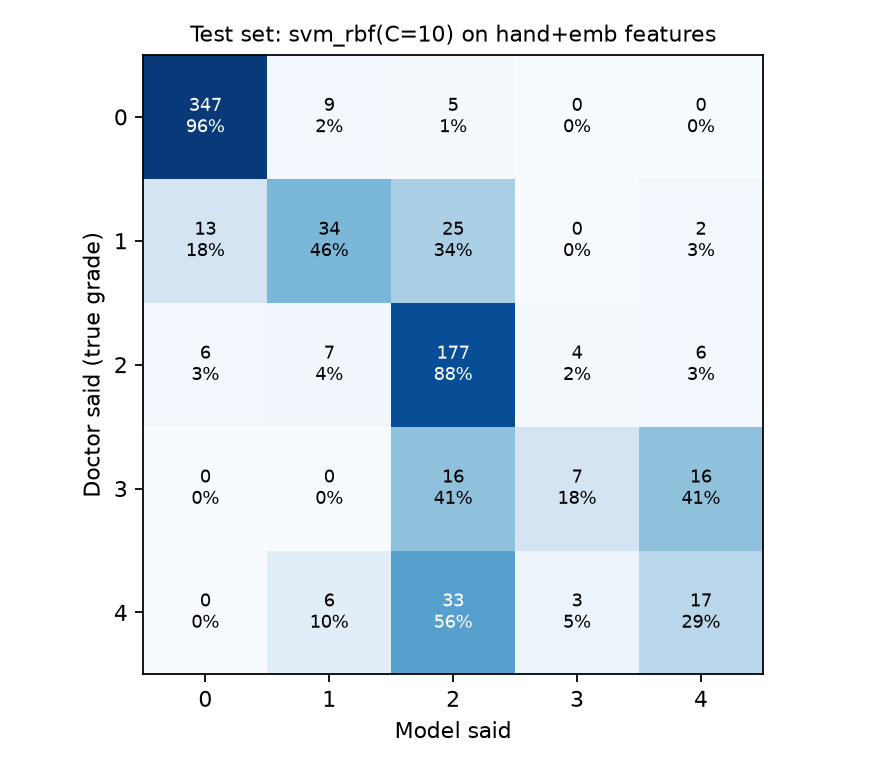 Test set: svm_rbf(C=10) on hand+emb features
Doctor said (true grade)
0
347 9 5 0 0
96% 2% 1% 0% 0%
1
13 34 25 0 2
18% 46% 34% 0% 3%
2
6 7 177 4 6
3% 4% 88% 2% 3%
3
0 0 16 7 16
0% 0% 41% 18% 41%
4
0 6 33 3 17
0% 10% 56% 5% 29%
0 1 2 3 4
Model said